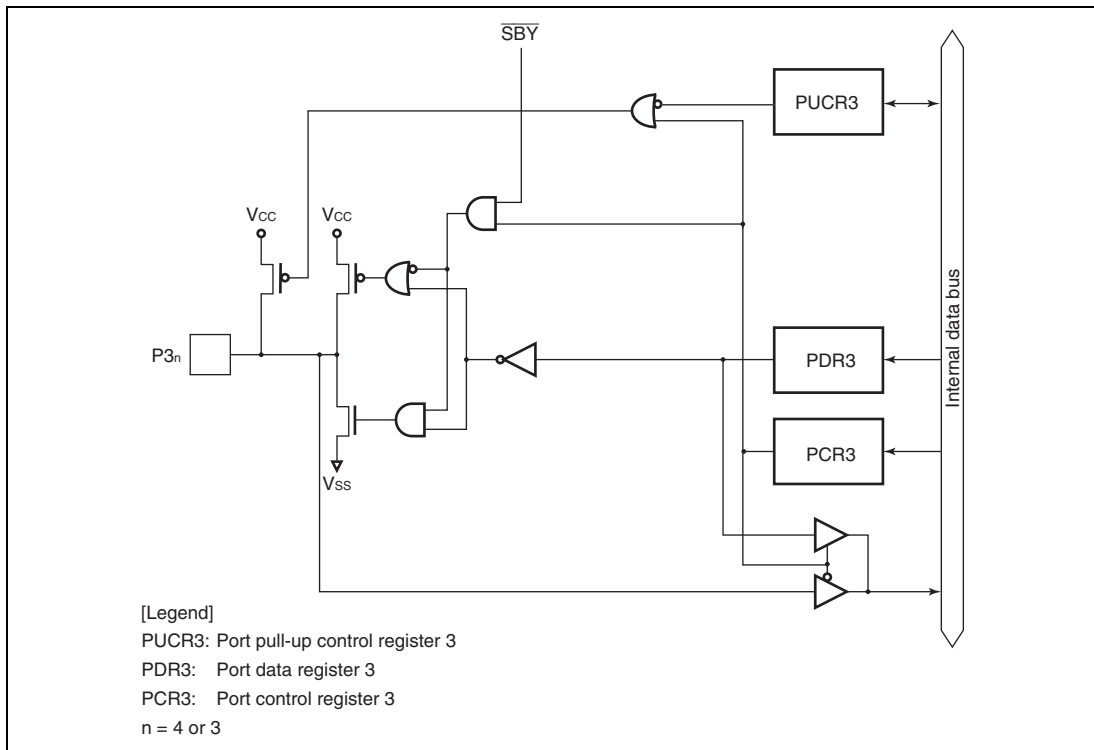 SBY
PUCR3
VCC
VCC
P3n
PDR3
PCR3
Internal data bus
VSS
[Legend]
PUCR3: Port pull-up control register 3
PDR3: Port data register 3
PCR3: Port control register 3
n = 4 or 3